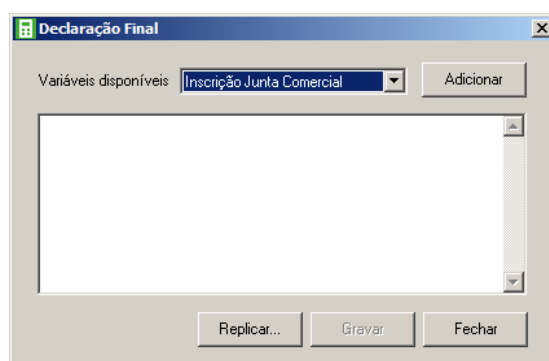 Declaração Final
Variáveis disponíveis Inscrição Junta Comercial Adicionar
Replicar... Gravar Fechar